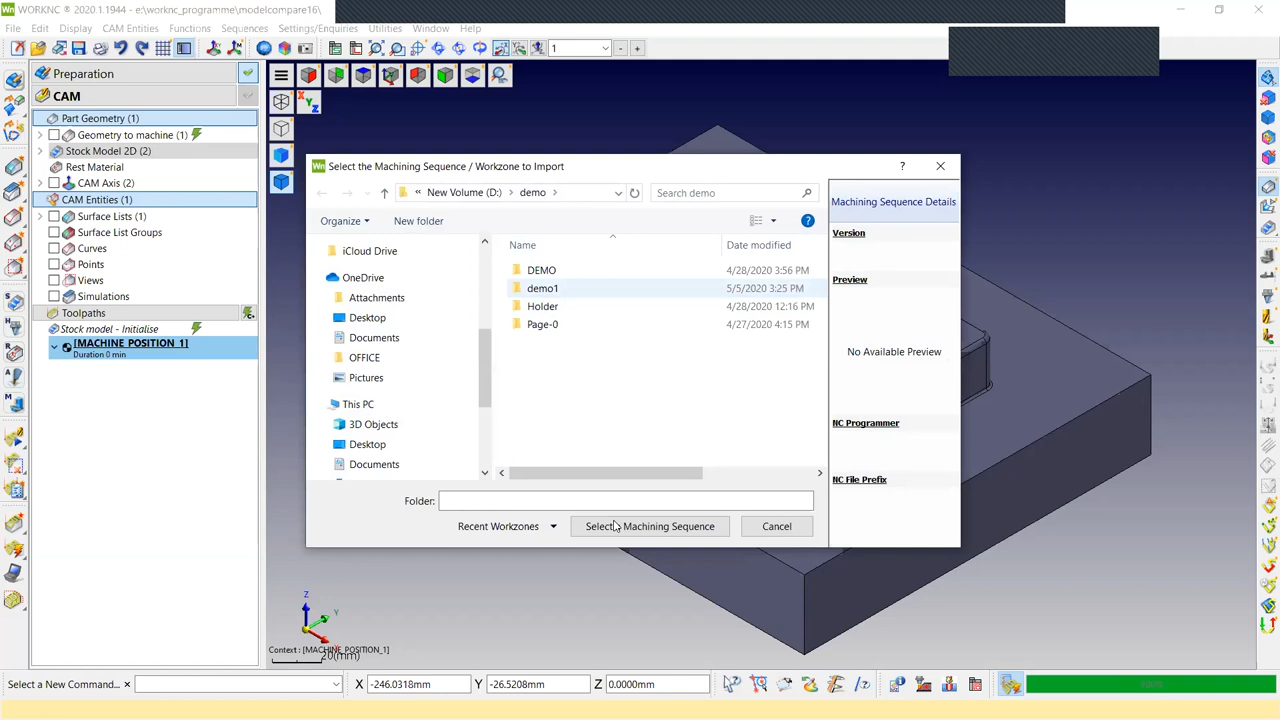 WORKNC ® 2020.1.1944 - e:\worknc_programme\modelcompare16\
File Edit Display CAM Entities Functions Sequences Settings/Enquiries Utilities Window Help
1
Preparation
CAM
Part Geometry (1)
Geometry to machine (1)
Stock Model 2D (2)
Rest Material
CAM Axis (2)
CAM Entities (1)
Surface Lists (1)
Surface List Groups
Curves
Points
Views
Simulations
Toolpaths
Stock model - Initialise
[MACHINE POSITION 1]
Duration 0 min
Select the Machining Sequence / Workzone to Import
« New Volume (D:) > demo >
Search demo
Organize
New folder
iCloud Drive
OneDrive
Attachments
Desktop
Documents
OFFICE
Pictures
This PC
3D Objects
Desktop
Documents
Name Date modified
DEMO 4/28/2020 3:56 PM
demo1 5/5/2020 3:25 PM
Holder 4/28/2020 12:16 PM
Page-0 4/27/2020 4:15 PM
Folder:
Recent Workzones
Select Machining Sequence
Cancel
Machining Sequence Details
Version
Preview
No Available Preview
NC Programmer
NC File Prefix
X
Y
Z
Z
Y
X
Context : [MACHINE_POSITION_1]
20(mm)
Select a New Command...
X -246.0318mm Y -26.5208mm Z 0.0000mm